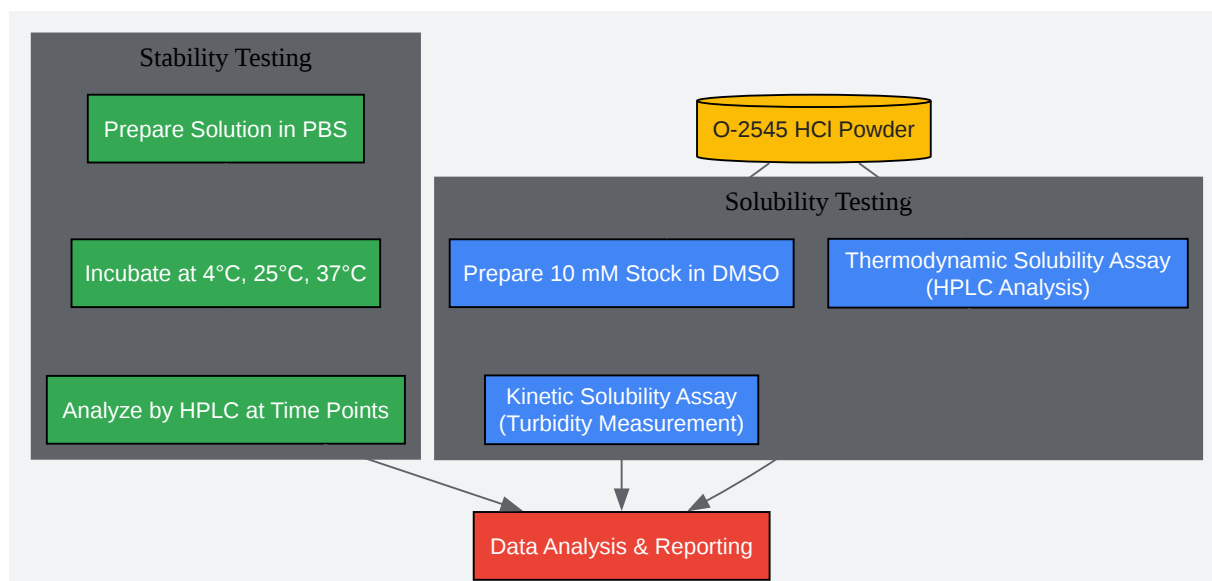 Stability Testing
Prepare Solution in PBS
Incubate at 4°C, 25°C, 37°C
Analyze by HPLC at Time Points
O-2545 HCl Powder
Solubility Testing
Prepare 10 mM Stock in DMSO
Thermodynamic Solubility Assay
(HPLC Analysis)
Kinetic Solubility Assay
(Turbidity Measurement)
Data Analysis & Reporting